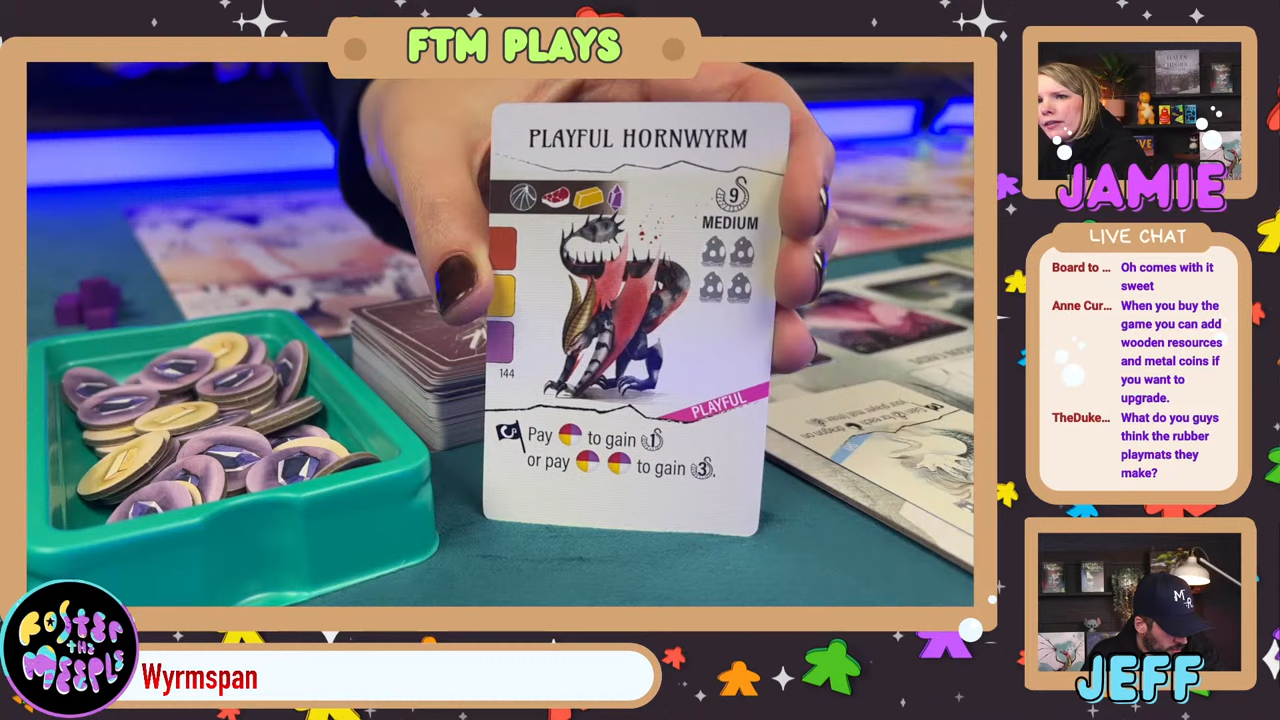 FTM PLAYS
PLAYFUL HORNWYRM
9
MEDIUM
144
PLAYFUL
Pay to gain 1
or pay to gain 3.
JAMIE
LIVE CHAT
Board to ... Oh comes with it
sweet
Anne Cur... When you buy the
game you can add
wooden resources
and metal coins if
you want to
upgrade.
TheDuke... What do you guys
think the rubber
playmats they
make?
JEFF
FOSTER
THE
MEEPLE
Wyrmspan